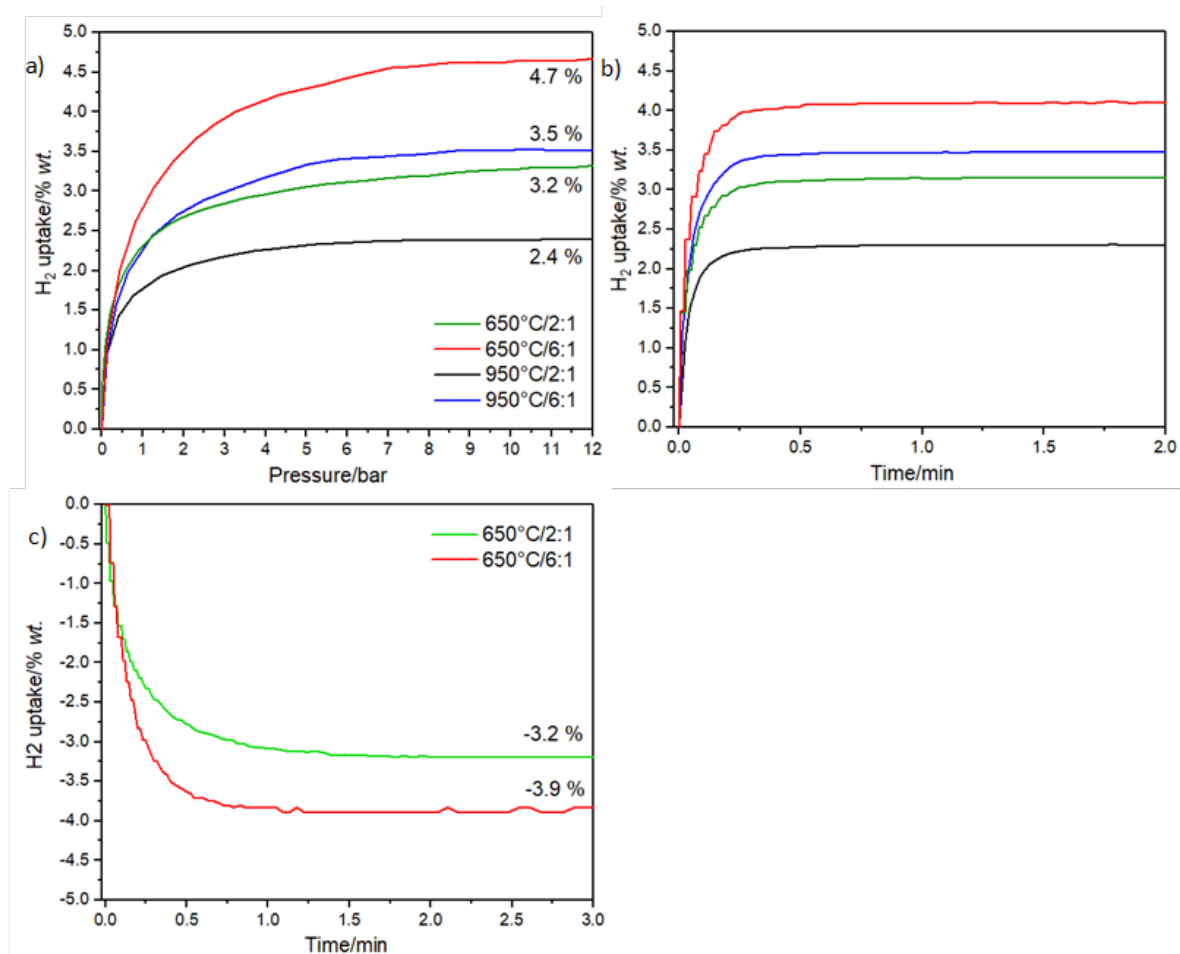 a)
H2 uptake/% wt.
5.0
4.5
4.0
3.5
3.0
2.5
2.0
1.5
1.0
0.5
0.0
4.7 %
3.5 %
3.2 %
2.4 %
650°C/2:1
650°C/6:1
950°C/2:1
950°C/6:1
0 1 2 3 4 5 6 7 8 9 10 11 12
Pressure/bar
b)
H2 uptake/% wt.
5.0
4.5
4.0
3.5
3.0
2.5
2.0
1.5
1.0
0.5
0.0
0.0 0.5 1.0 1.5 2.0
Time/min
c)
H2 uptake/% wt.
0.0
-0.5
-1.0
-1.5
-2.0
-2.5
-3.0
-3.5
-4.0
-4.5
-5.0
650°C/2:1
650°C/6:1
-3.2 %
-3.9 %
0.0 0.5 1.0 1.5 2.0 2.5 3.0
Time/min